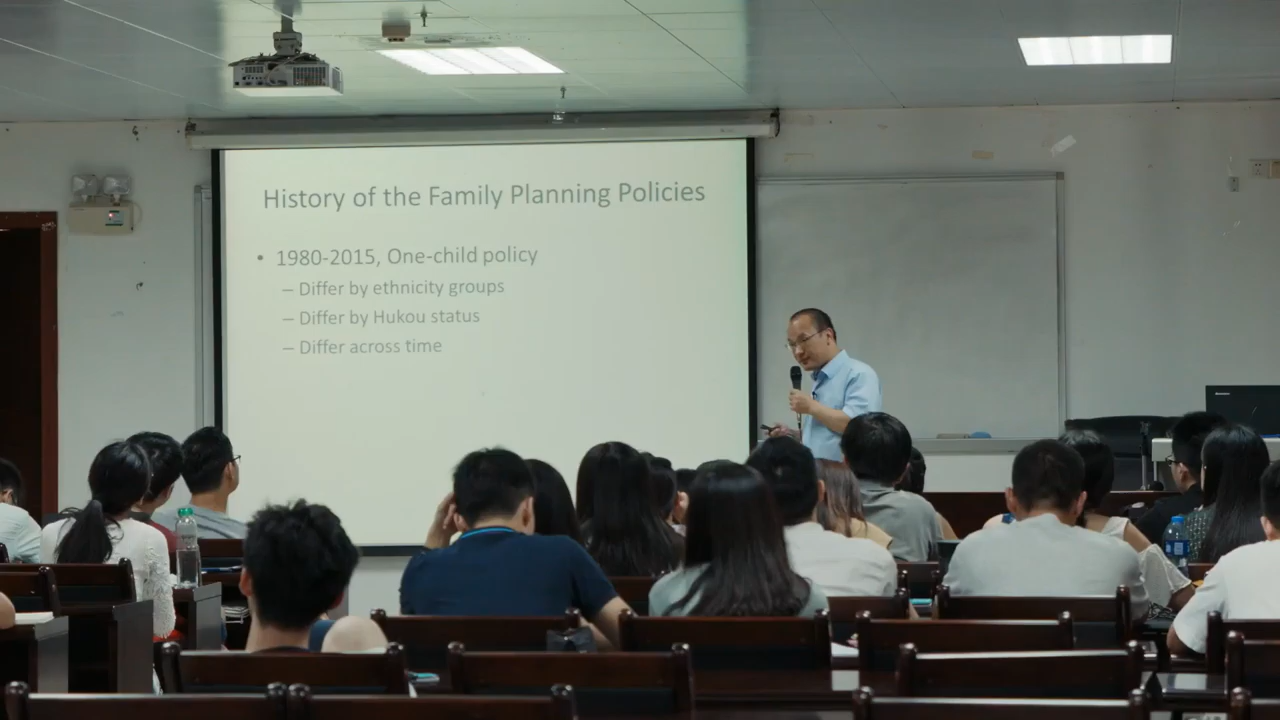 History of the Family Planning Policies
• 1980-2015, One-child policy
– Differ by ethnicity groups
– Differ by Hukou status
– Differ across time